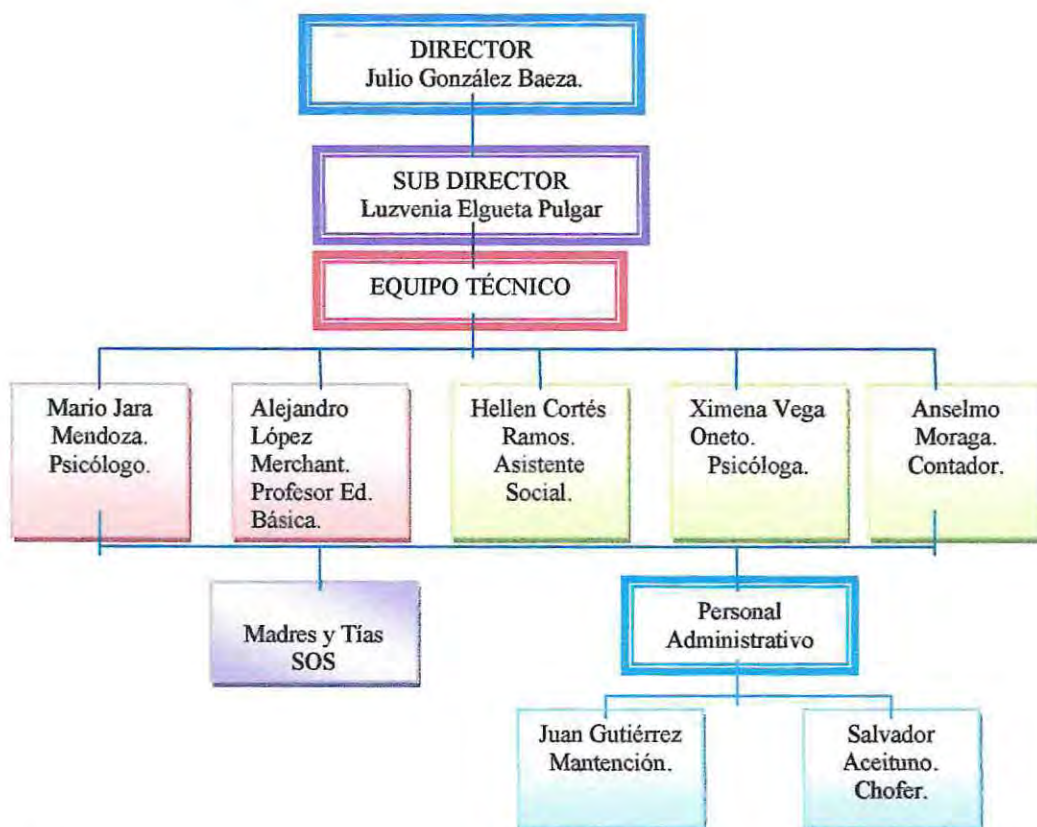 DIRECTOR
Julio González Baeza.
SUB DIRECTOR
Luzvenia Elgueta Pulgar
EQUIPO TÉCNICO
Mario Jara
Mendoza.
Psicólogo.
Alejandro
López
Merchant.
Profesor Ed.
Básica.
Hellen Cortés
Ramos.
Asistente
Social.
Ximena Vega
Oneto.
Psicóloga.
Anselmo
Moraga.
Contador.
Madres y Tías
SOS
Personal
Administrativo
Juan Gutiérrez
Mantención.
Salvador
Aceituno.
Chofer.